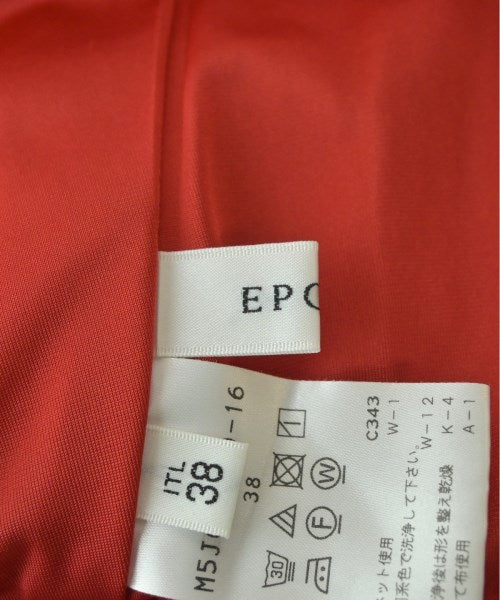 EPO
ITL
38
M5J
-16
38
30
W
F
C343
W-1
W-12
K-4
A-1
ット使用
系色で洗浄して下さい。
浄後は形を整え乾燥
て布使用